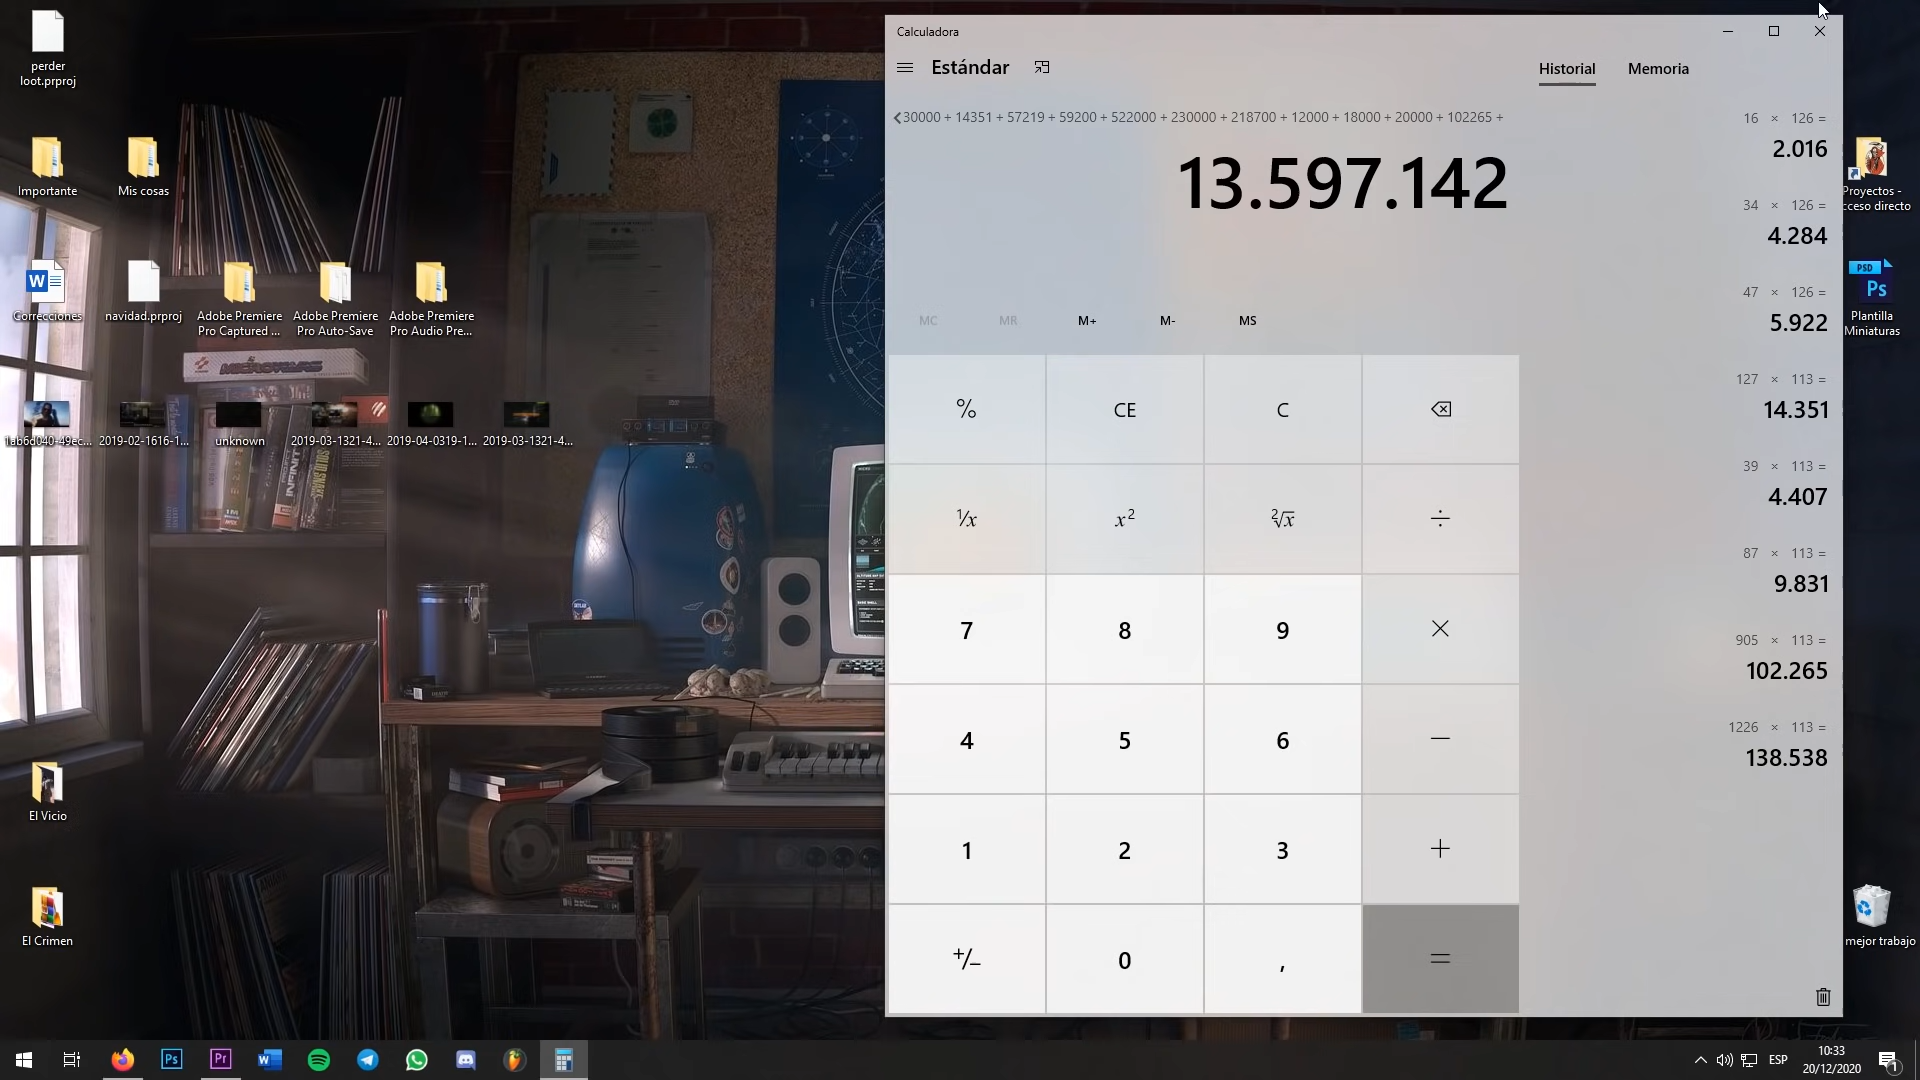 perder
loot.prproj
Importante
Mis cosas
Correcciones
navidad.prproj
Adobe Premiere
Pro Captured ...
Adobe Premiere
Pro Auto-Save
Adobe Premiere
Pro Audio Pre...
1ab6d040-49ec...
2019-02-1616-1...
unknown
2019-03-1321-4...
2019-04-0319-1...
2019-03-1321-4...
El Vicio
El Crimen
Calculadora
Estándar
Historial
Memoria
30000 + 14351 + 57219 + 59200 + 522000 + 230000 + 218700 + 12000 + 18000 + 20000 + 102265 +
13.597.142
MC MR M+ M- MS
% CE C
1/x x2 2√x ÷
7 8 9 ×
4 5 6 −
1 2 3 +
+/− 0 , =
16 × 126 =
2.016
34 × 126 =
4.284
47 × 126 =
5.922
127 × 113 =
14.351
39 × 113 =
4.407
87 × 113 =
9.831
905 × 113 =
102.265
1226 × 113 =
138.538
Proyectos -
cceso directo
PSD
Ps
Plantilla
Miniaturas
mejor trabajo
W
Ps
Pr
W
ESP
10:33
20/12/2020
1